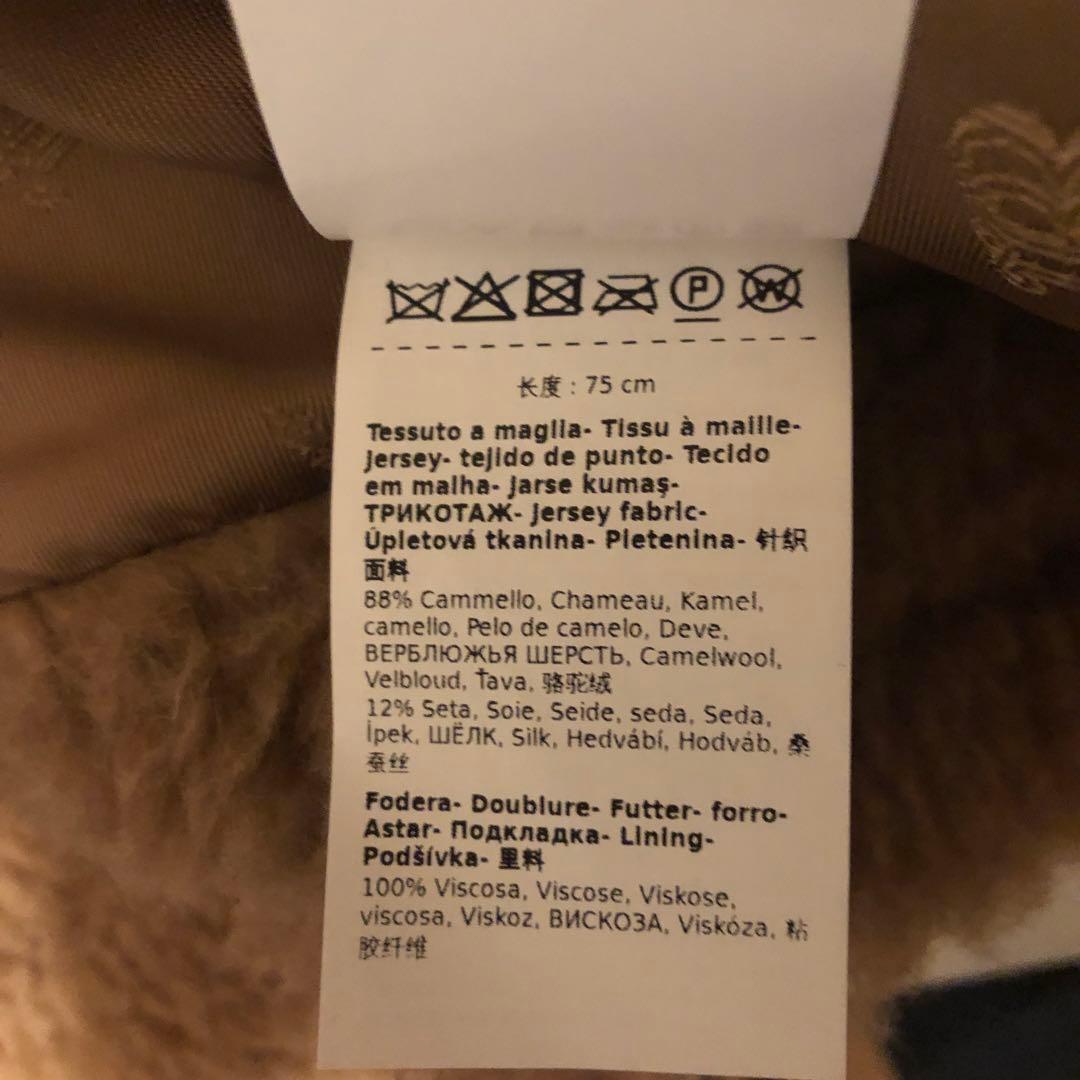 P W
长度 : 75 cm
Tessuto a maglia- Tissu à maille-
Jersey- tejido de punto- Tecido
em malha- Jarse kumaş-
ТРИКОТАЖ- Jersey fabric-
Úpletová tkanina- Pletenina- 针织
面料
88% Cammello, Chameau, Kamel,
camello, Pelo de camelo, Deve,
ВЕРБЛЮЖЬЯ ШЕРСТЬ, Camelwool,
Velbloud, Ťava, 骆驼绒
12% Seta, Soie, Seide, seda, Seda,
İpek, ШЁЛК, Silk, Hedvábí, Hodváb, 桑
蚕丝
Fodera- Doublure- Futter- forro-
Astar- Подкладка- Lining-
Podšívka- 里料
100% Viscosa, Viscose, Viskose,
viscosa, Viskoz, ВИСКОЗА, Viskóza, 粘
胶纤维